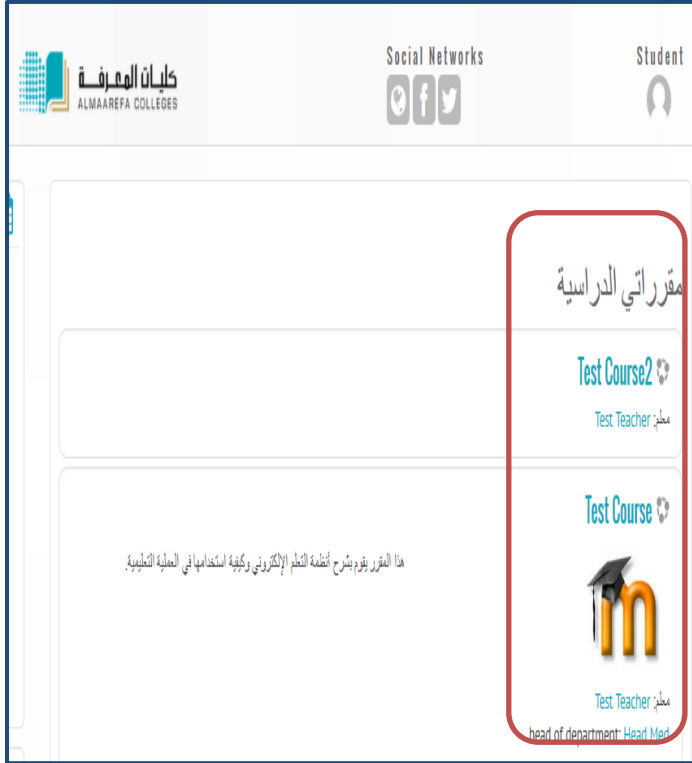 كليات المعرفة
ALMAAREFA COLLEGES
Social Networks
Student
مقرراتي الدراسية
Test Course2
معلم: Test Teacher
Test Course
هذا المقرر يقوم بشرح أنظمة التعلم الإلكتروني وكيفية استخدامها في العملية التعليمية.
معلم: Test Teacher
head of department: Head Med